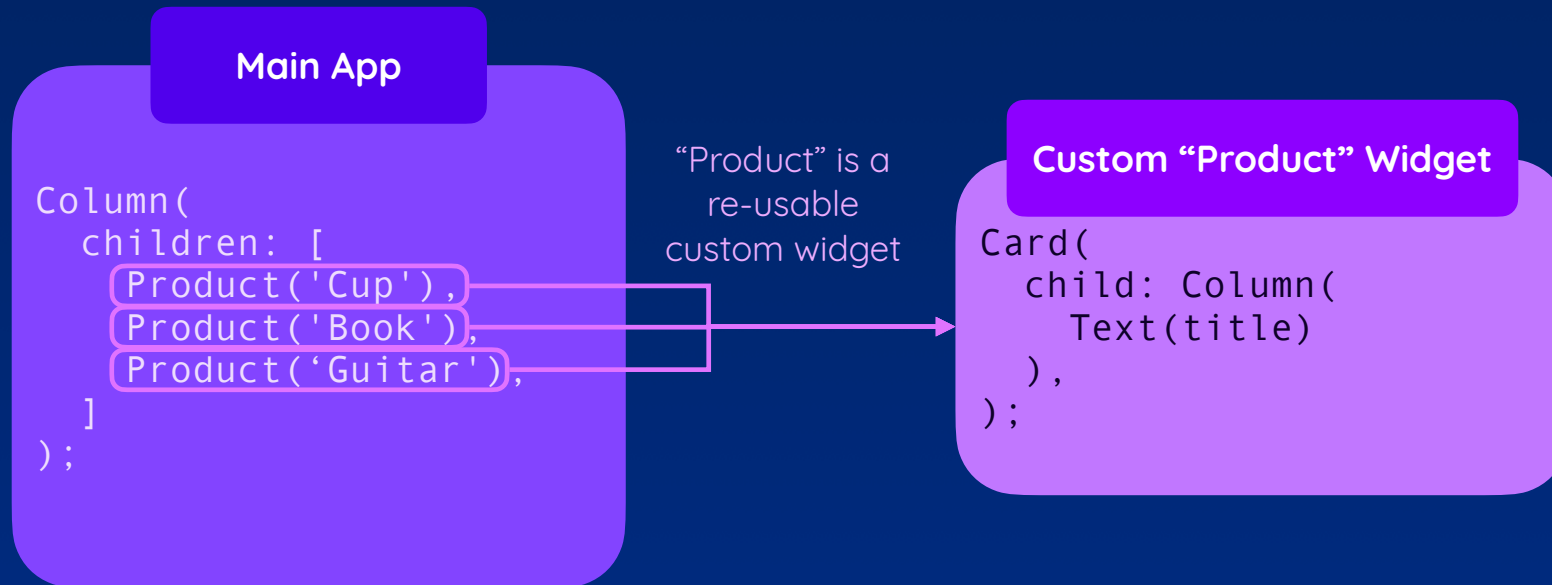 Main App
Column(
  children: [
    Product('Cup'),
    Product('Book'),
    Product(‘Guitar'),
  ]
);
“Product” is a
re-usable
custom widget
Custom “Product” Widget
Card(
  child: Column(
    Text(title)
  ),
);